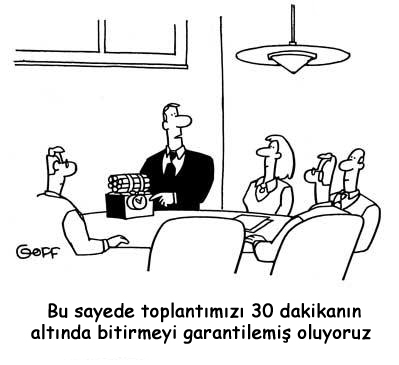 GOFF
Bu sayede toplantımızı 30 dakikanın
altında bitirmeyi garantilemiş oluyoruz